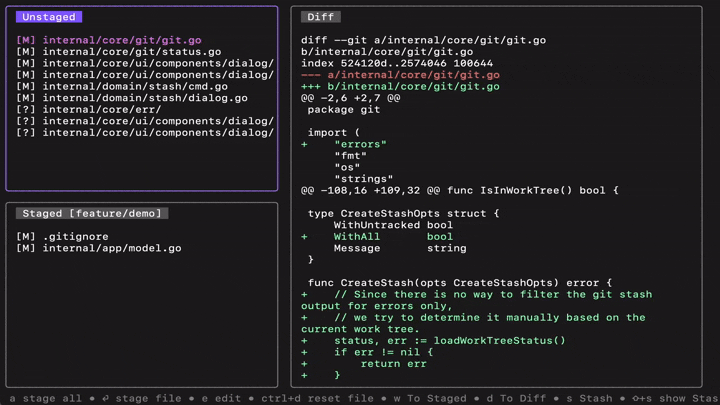 Unstaged
[M] internal/core/git/git.go
[M] internal/core/git/status.go
[M] internal/core/ui/components/dialog/
[M] internal/core/ui/components/dialog/
[M] internal/domain/stash/cmd.go
[M] internal/domain/stash/dialog.go
[?] internal/core/err/
[?] internal/core/ui/components/dialog/
[?] internal/core/ui/components/dialog/
Staged [feature/demo]
[M] .gitignore
[M] internal/app/model.go
Diff
diff --git a/internal/core/git/git.go
b/internal/core/git/git.go
index 524120d..2574046 100644
--- a/internal/core/git/git.go
+++ b/internal/core/git/git.go
@@ -2,6 +2,7 @@
 package git

 import (
+    "errors"
     "fmt"
     "os"
     "strings"
@@ -108,16 +109,32 @@ func IsInWorkTree() bool {

 type CreateStashOpts struct {
     WithUntracked bool
+    WithAll       bool
     Message       string
 }

 func CreateStash(opts CreateStashOpts) error {
+    // Since there is no way to filter the git stash
output for errors only,
+    // we try to determine it manually based on the
current work tree.
+    status, err := loadWorkTreeStatus()
+    if err != nil {
+        return err
+    }
a stage all • ⏎ stage file • e edit • ctrl+d reset file • w To Staged • d To Diff • s Stash • ⇧+s show Stas